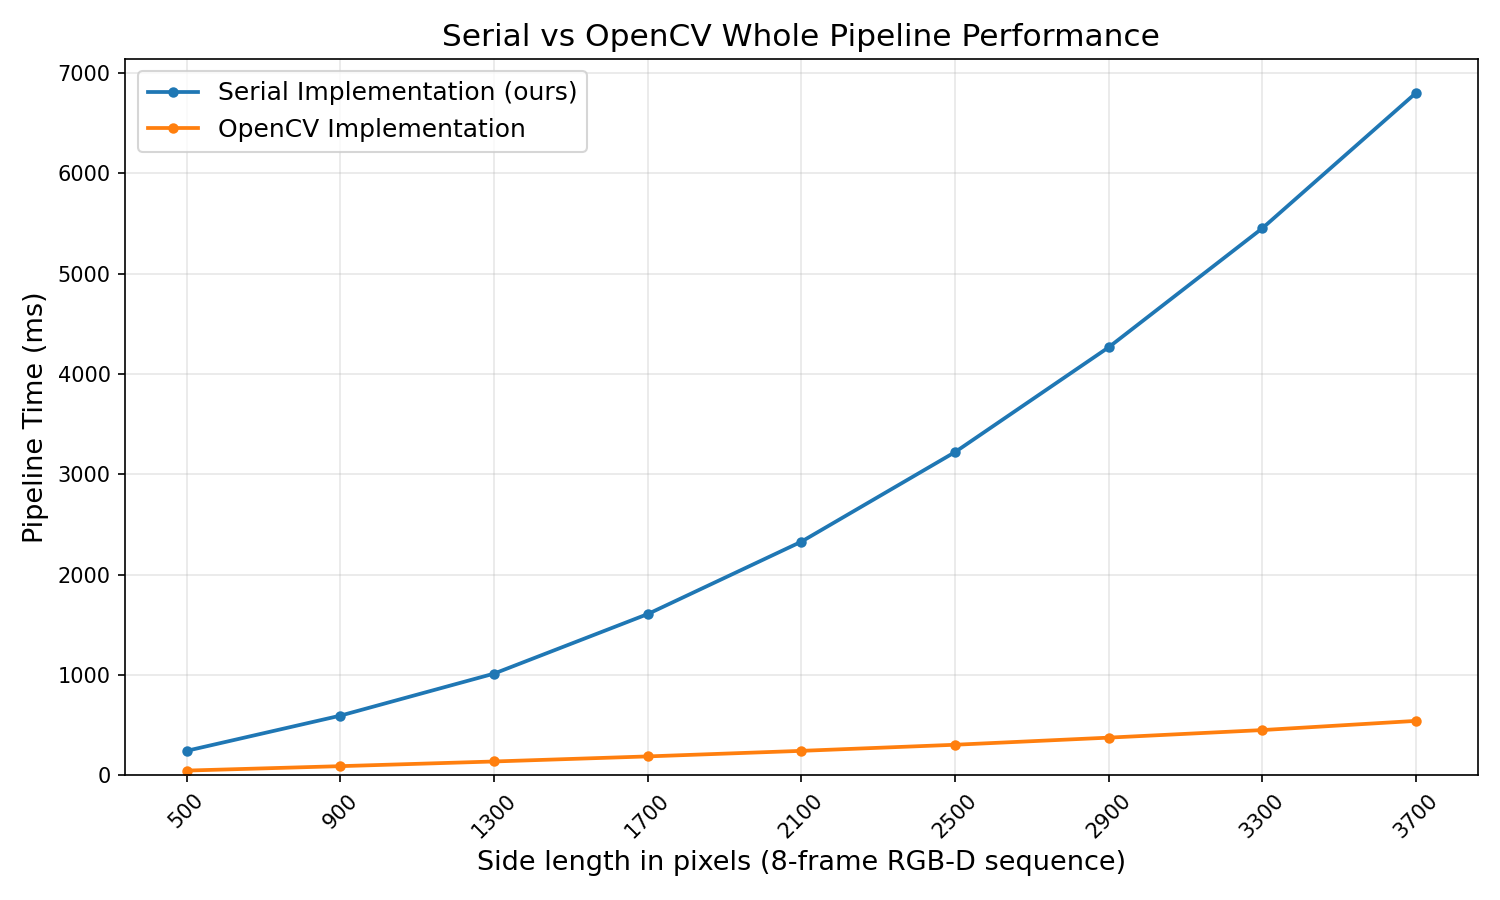 Serial vs OpenCV Whole Pipeline Performance
Serial Implementation (ours)
OpenCV Implementation
Pipeline Time (ms)
7000
6000
5000
4000
3000
2000
1000
0
500 900 1300 1700 2100 2500 2900 3300 3700
Side length in pixels (8-frame RGB-D sequence)